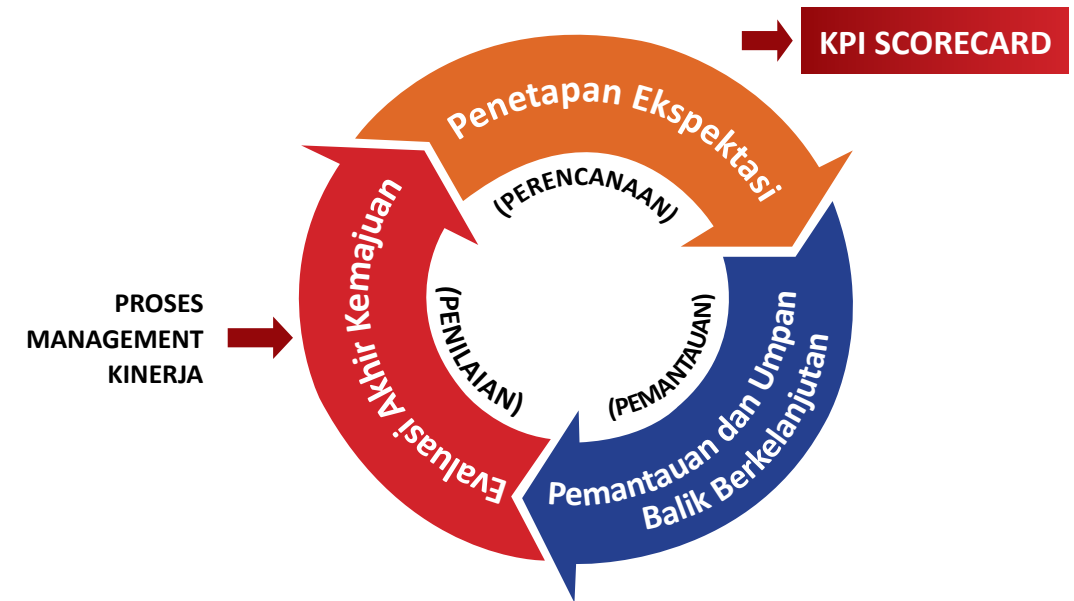 KPI SCORECARD
Penetapan Ekspektasi
(PERENCANAAN)
Pemantauan dan Umpan
Balik Berkelanjutan
(PEMANTAUAN)
Evaluasi Akhir Kemajuan
(PENILAIAN)
PROSES
MANAGEMENT
KINERJA